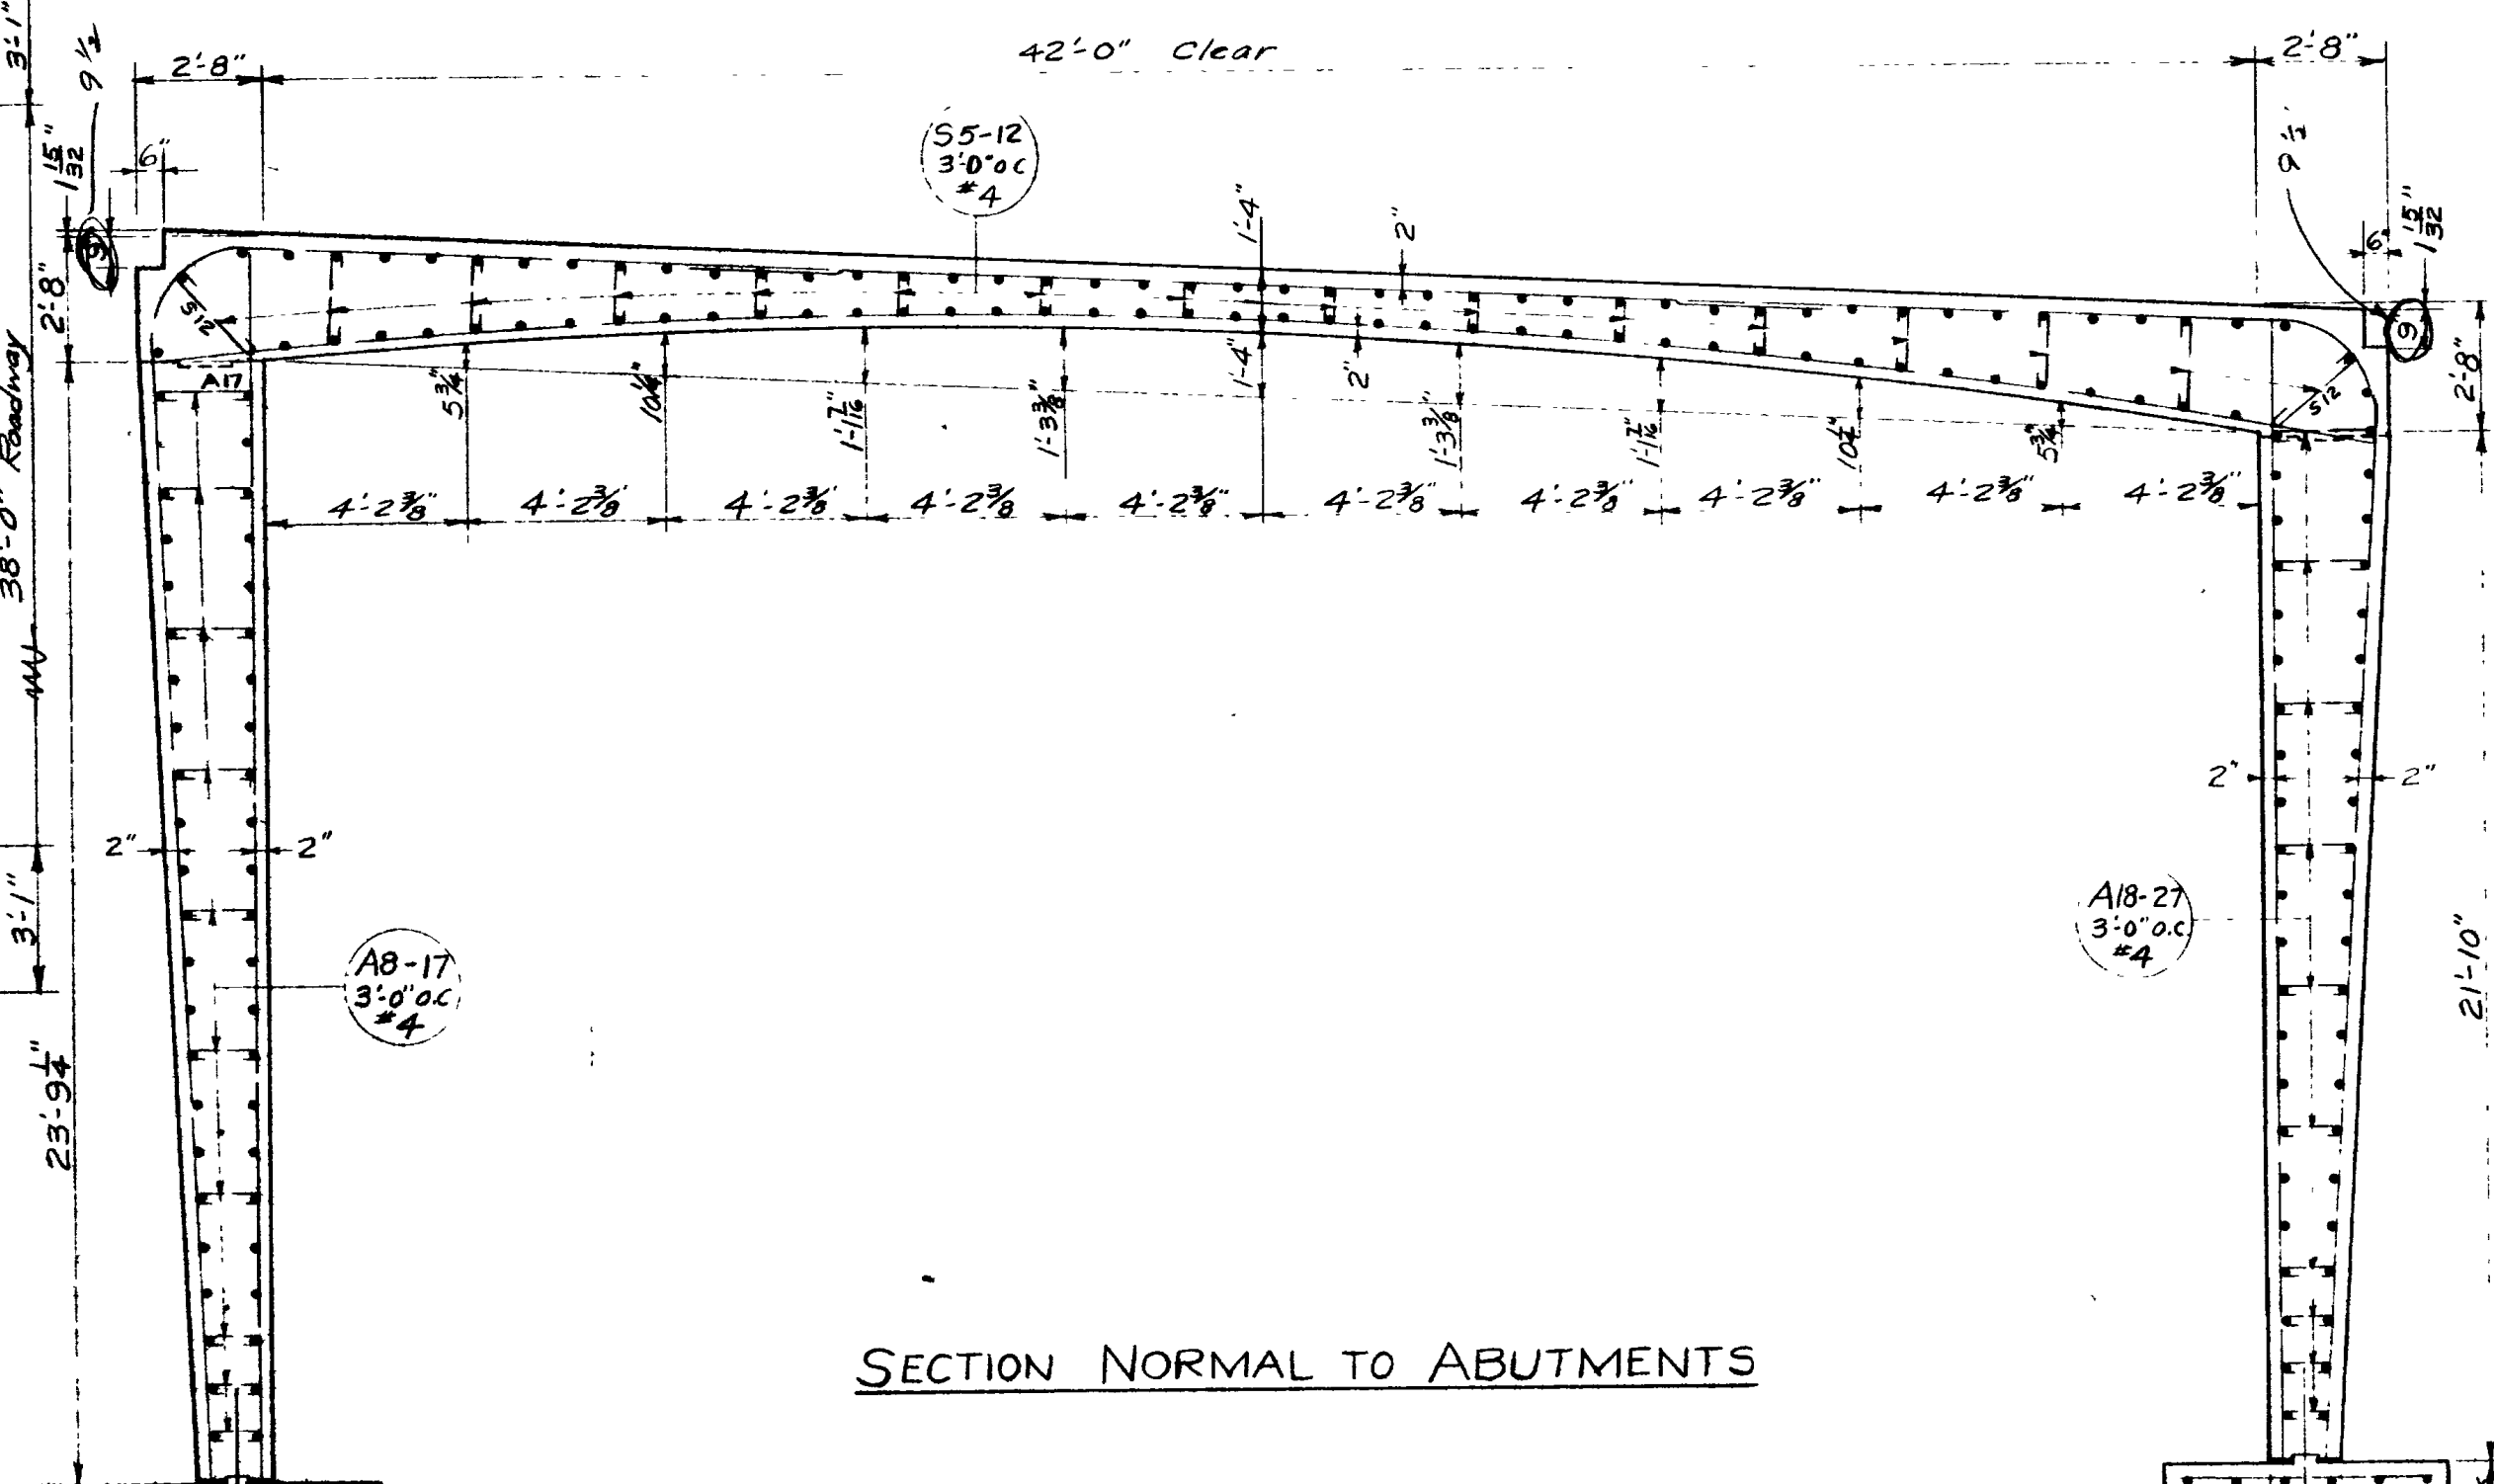 3'-1"
9 1/2
2'-8"
42'-0" Clear
2'-8"
9 1/2
1 15/32"
6"
S5-12
3'-0" o.c
#4
1'-4"
2"
6"
1 15/32"
9
2'-8"
S12
A17
38'-0" Roadway
5 3/4"
10 1/4"
1'-1 7/16"
1'-3 3/8"
1'-4"
2"
1'-3 3/8"
1'-1 7/16"
10 1/4"
5 3/4"
S12
9
2'-8"
4'-2 3/8" 4'-2 3/8" 4'-2 3/8" 4'-2 3/8" 4'-2 3/8" 4'-2 3/8" 4'-2 3/8" 4'-2 3/8" 4'-2 3/8" 4'-2 3/8"
2" 2"
2" 2"
3'-1"
A8-17
3'-0" o.c
#4
A18-27
3'-0" o.c.
#4
23'-9 1/4"
21'-10"
SECTION NORMAL TO ABUTMENTS